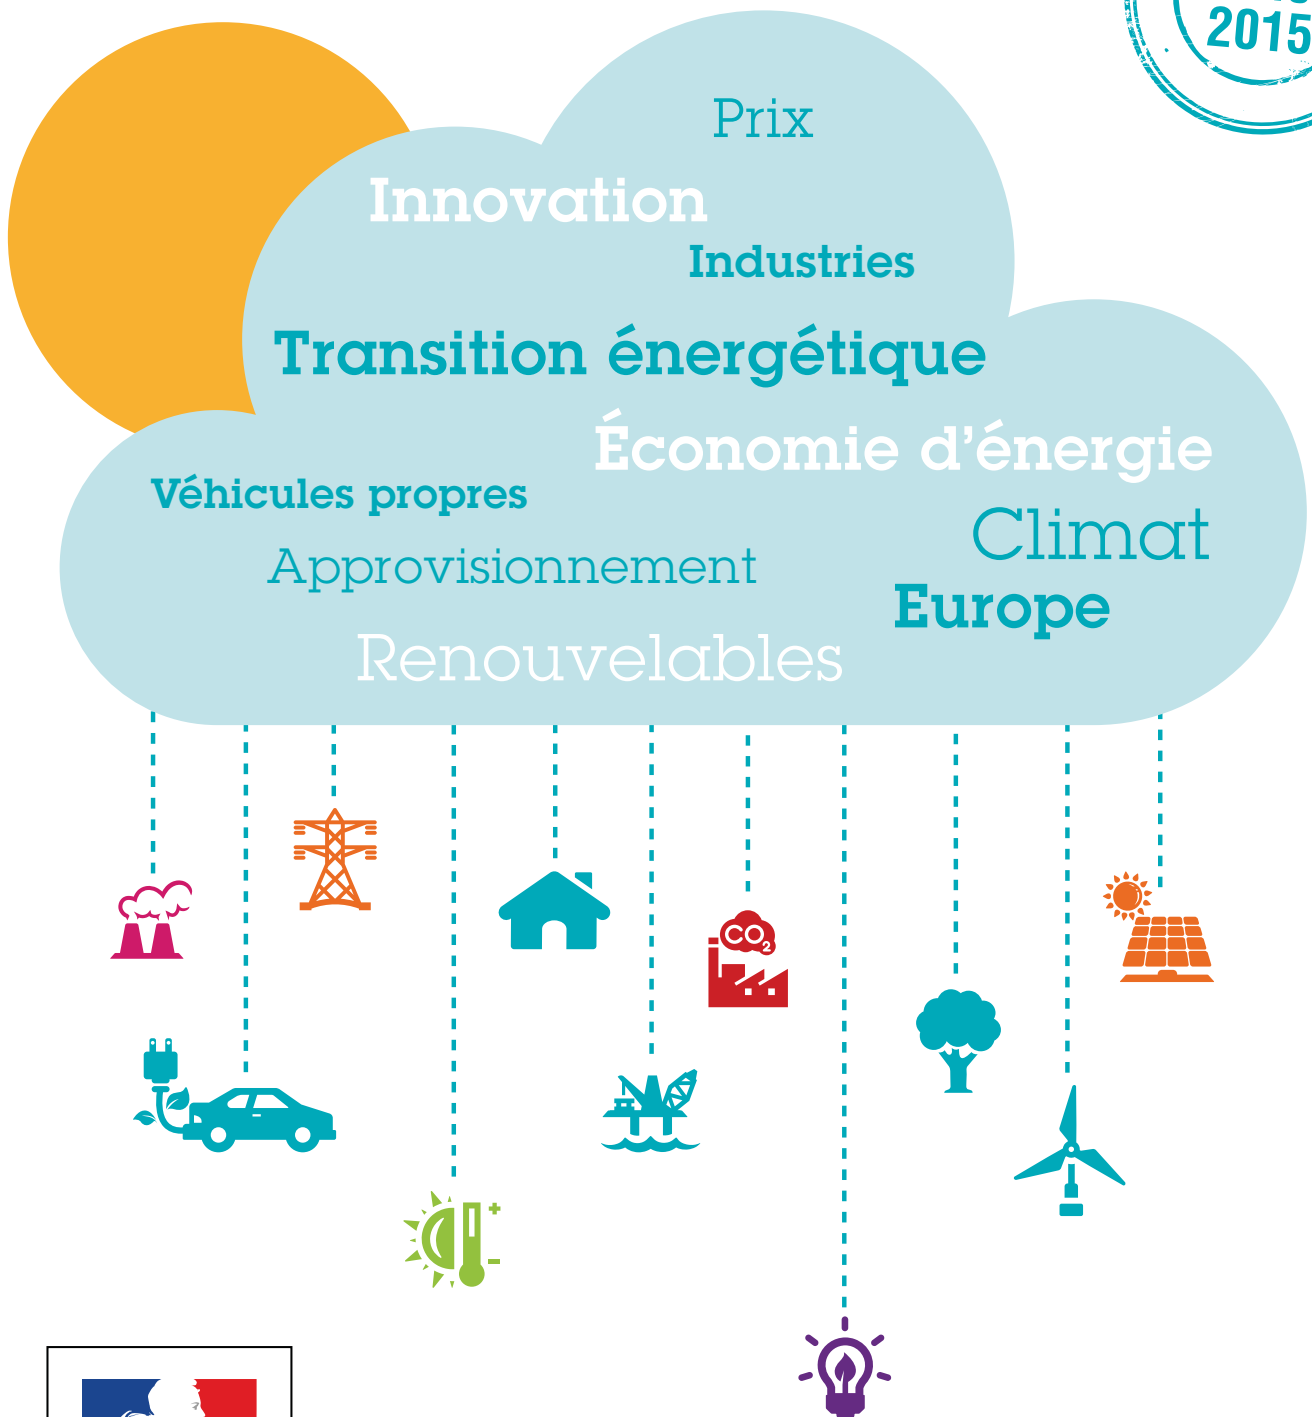 2015
Prix
Innovation
Industries
Transition énergétique
Économie d'énergie
Véhicules propres
Climat
Approvisionnement
Europe
Renouvelables
CO2